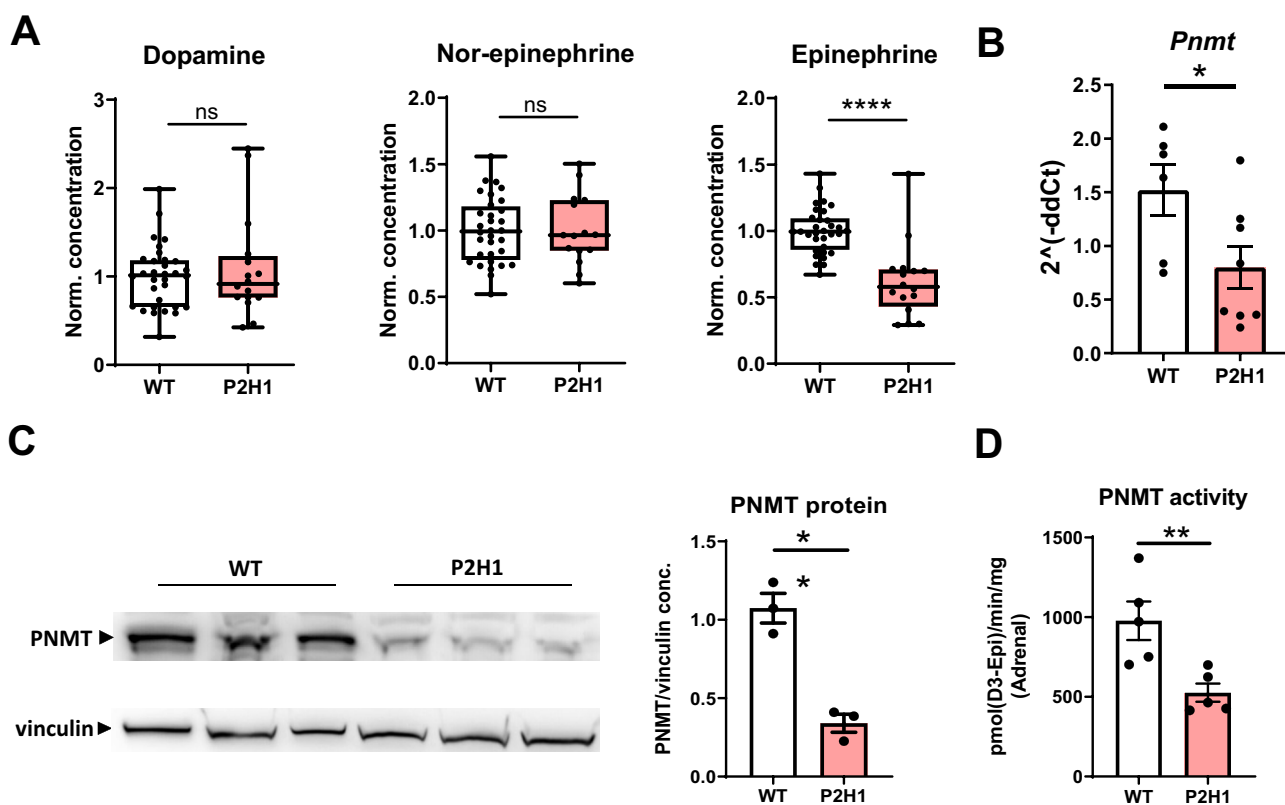 A
Dopamine
Norm. concentration
3
2
1
0
ns
WT
P2H1
Nor-epinephrine
Norm. concentration
2.0
1.5
1.0
0.5
0.0
ns
WT
P2H1
Epinephrine
Norm. concentration
2.0
1.5
1.0
0.5
0.0
****
WT
P2H1
B
Pnmt
*
2^(-ddCt)
2.5
2.0
1.5
1.0
0.5
0.0
WT
P2H1
C
WT
P2H1
PNMT
vinculin
PNMT protein
PNMT/vinculin conc.
1.5
1.0
0.5
0.0
*
*
WT
P2H1
D
PNMT activity
pmol(D3-Epi)/min/mg
(Adrenal)
1500
1000
500
0
**
WT
P2H1